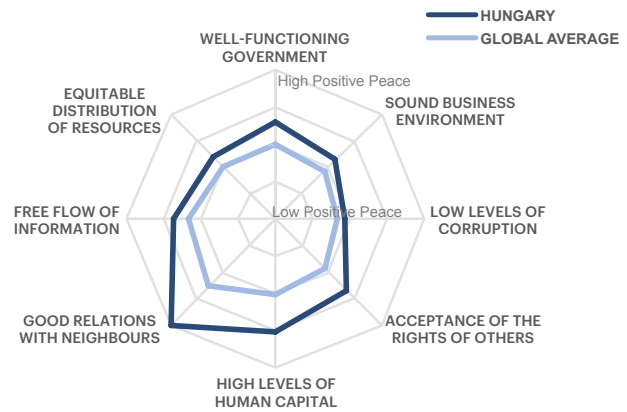 HUNGARY
GLOBAL AVERAGE
WELL-FUNCTIONING
GOVERNMENT
High Positive Peace
EQUITABLE
DISTRIBUTION
OF RESOURCES
SOUND BUSINESS
ENVIRONMENT
FREE FLOW OF
INFORMATION
Low Positive Peace
LOW LEVELS OF
CORRUPTION
GOOD RELATIONS
WITH NEIGHBOURS
ACCEPTANCE OF THE
RIGHTS OF OTHERS
HIGH LEVELS OF
HUMAN CAPITAL